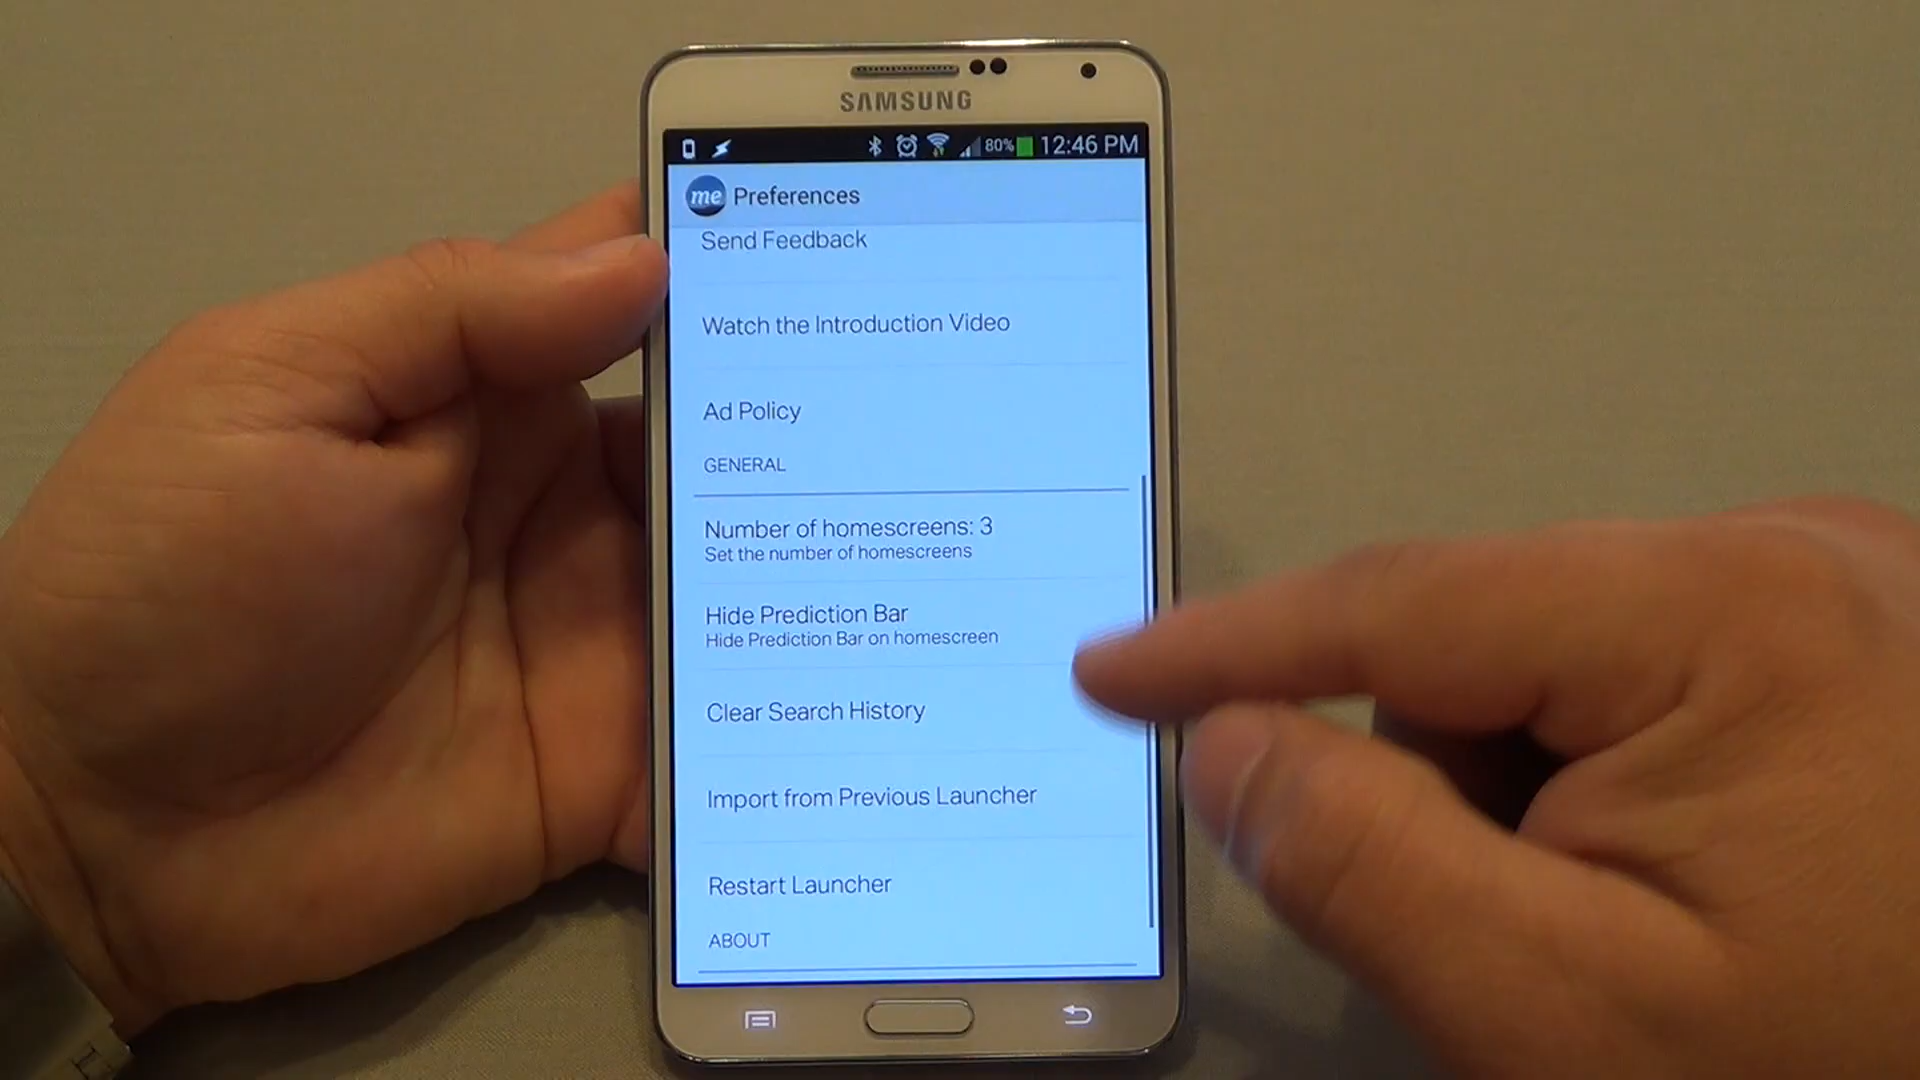 SAMSUNG
80% 12:46 PM
me Preferences
Send Feedback
Watch the Introduction Video
Ad Policy
GENERAL
Number of homescreens: 3
Set the number of homescreens
Hide Prediction Bar
Hide Prediction Bar on homescreen
Clear Search History
Import from Previous Launcher
Restart Launcher
ABOUT